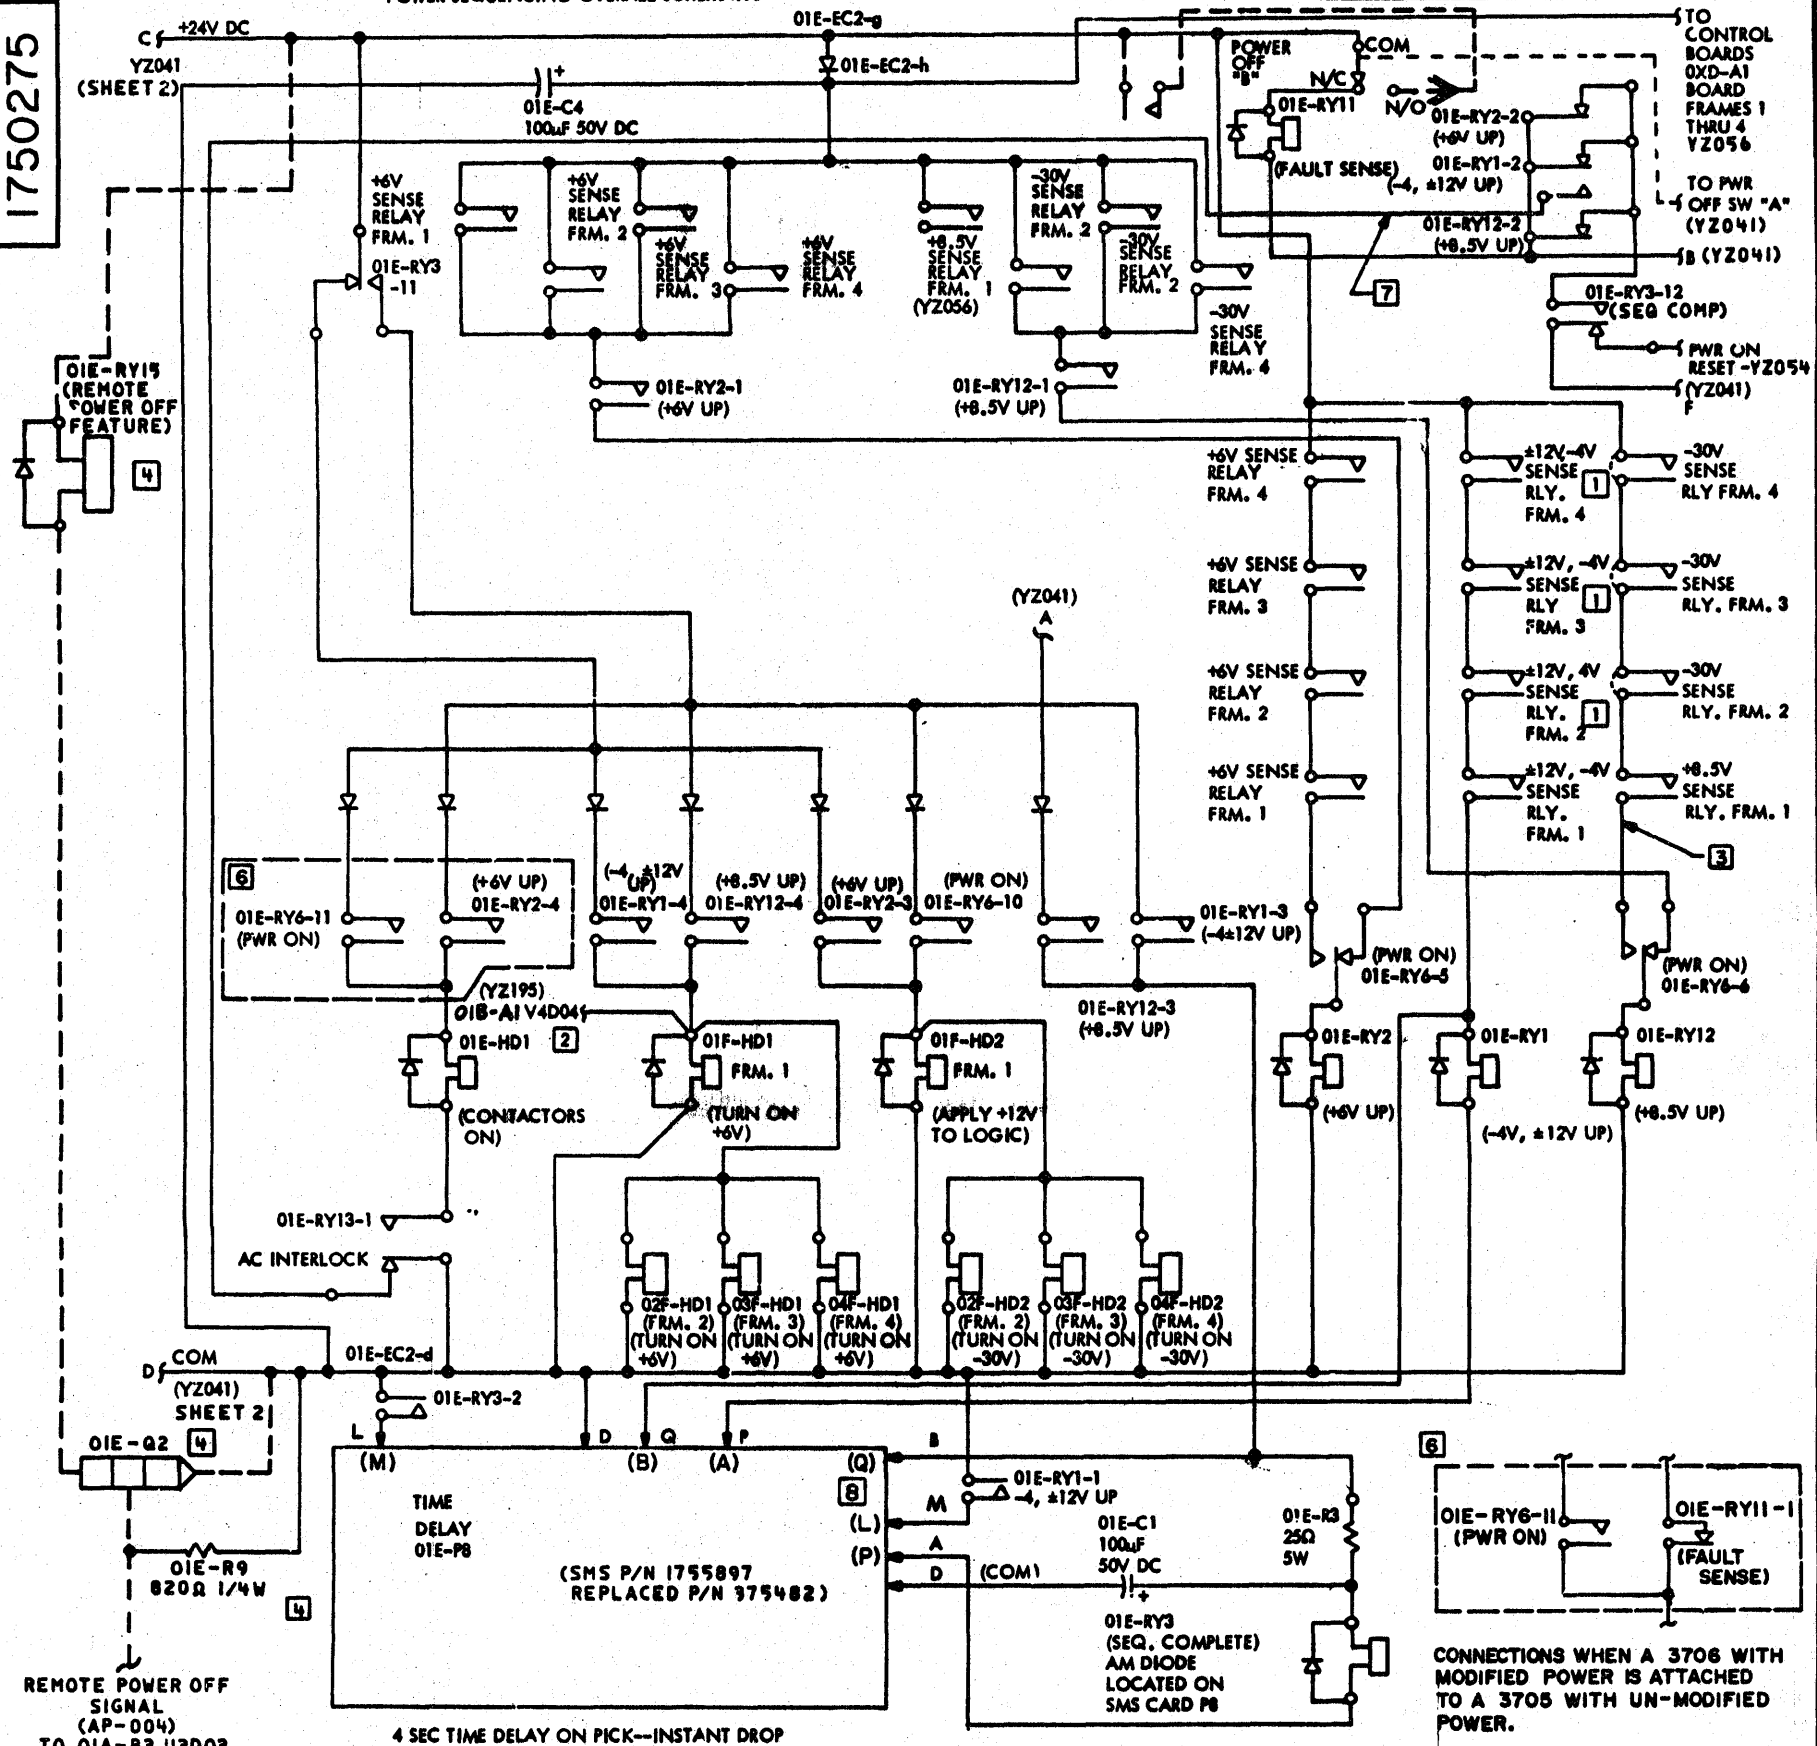 1750275
C +24V DC
YZ041
(SHEET 2)
01E-EC2-g
01E-EC2-h
01E-C4
100µF 50V DC
POWER
OFF
"B"
COM
N/C
N/O
01E-RY11
(FAULT SENSE)
01E-RY2-2
(+6V UP)
01E-RY1-2
(-4, ±12V UP)
01E-RY12-2
(+8.5V UP)
TO
CONTROL
BOARDS
0XD-A1
BOARD
FRAMES 1
THRU 4
YZ056
TO PWR
OFF SW "A"
(YZ041)
B (YZ041)
7
01E-RY3-12
(SEQ COMP)
PWR ON
RESET-YZ054
(YZ041)
F
+6V
SENSE
RELAY
FRM. 1
01E-RY3
-11
+6V
SENSE
RELAY
FRM. 2
+6V
SENSE
RELAY
FRM. 3
+6V
SENSE
RELAY
FRM. 4
+8.5V
SENSE
RELAY
FRM. 1
(YZ056)
-30V
SENSE
RELAY
FRM. 2
-30V
SENSE
RELAY
FRM. 2
-30V
SENSE
RELAY
FRM. 4
01E-RY2-1
(+6V UP)
01E-RY12-1
(+8.5V UP)
01E-RY15
(REMOTE
POWER OFF
FEATURE)
4
+6V SENSE
RELAY
FRM. 4
±12V,-4V
SENSE
RLY.
FRM. 4
1
-30V
SENSE
RLY FRM. 4
+6V SENSE
RELAY
FRM. 3
±12V, -4V
SENSE
RLY
FRM. 3
1
-30V
SENSE
RLY. FRM. 3
+6V SENSE
RELAY
FRM. 2
±12V, 4V
SENSE
RLY.
FRM. 2
1
-30V
SENSE
RLY. FRM. 2
+6V SENSE
RELAY
FRM. 1
±12V, -4V
SENSE
RLY.
FRM. 1
+8.5V
SENSE
RLY. FRM. 1
3
(YZ041)
A
6
01E-RY6-11
(PWR ON)
(+6V UP)
01E-RY2-4
(-4, ±12V
UP)
01E-RY1-4
(+8.5V UP)
01E-RY12-4
(+6V UP)
01E-RY2-3
(PWR ON)
01E-RY6-10
01E-RY1-3
(-4±12V UP)
01E-RY12-3
(+8.5V UP)
(PWR ON)
01E-RY6-5
(PWR ON)
01E-RY6-6
(YZ195)
01B-A1V4D04
01E-HD1
2
(CONTACTORS
ON)
01F-HD1
FRM. 1
(TURN ON
+6V)
01F-HD2
FRM. 1
(APPLY +12V
TO LOGIC)
01E-RY2
(+6V UP)
01E-RY1
(-4V, ±12V UP)
01E-RY12
(+8.5V UP)
01E-RY13-1
AC INTERLOCK
02F-HD1
(FRM. 2)
(TURN ON
+6V)
03F-HD1
(FRM. 3)
(TURN ON
+6V)
04F-HD1
(FRM. 4)
(TURN ON
+6V)
02F-HD2
(FRM. 2)
(TURN ON
-30V)
03F-HD2
(FRM. 3)
(TURN ON
-30V)
04F-HD2
(FRM. 4)
(TURN ON
-30V)
D COM
(YZ041)
SHEET 2
01E-EC2-d
01E-RY3-2
01E-Q2
4
01E-R9
820Ω 1/4W
4
REMOTE POWER OFF
SIGNAL
(AP-004)
L D Q P
(M) (B) (A) (Q)
8
TIME
DELAY
01E-P8
(SMS P/N 1755897
REPLACED P/N 375482)
(L)
(P)
B
M
A
D (COM)
01E-RY1-1
-4, ±12V UP
01E-C1
100µF
50V DC
01E-R3
25Ω
5W
01E-RY3
(SEQ. COMPLETE)
AM DIODE
LOCATED ON
SMS CARD P8
4 SEC TIME DELAY ON PICK--INSTANT DROP
6
01E-RY6-11
(PWR ON)
01E-RY11-1
(FAULT
SENSE)
CONNECTIONS WHEN A 3706 WITH
MODIFIED POWER IS ATTACHED
TO A 3705 WITH UN-MODIFIED
POWER.